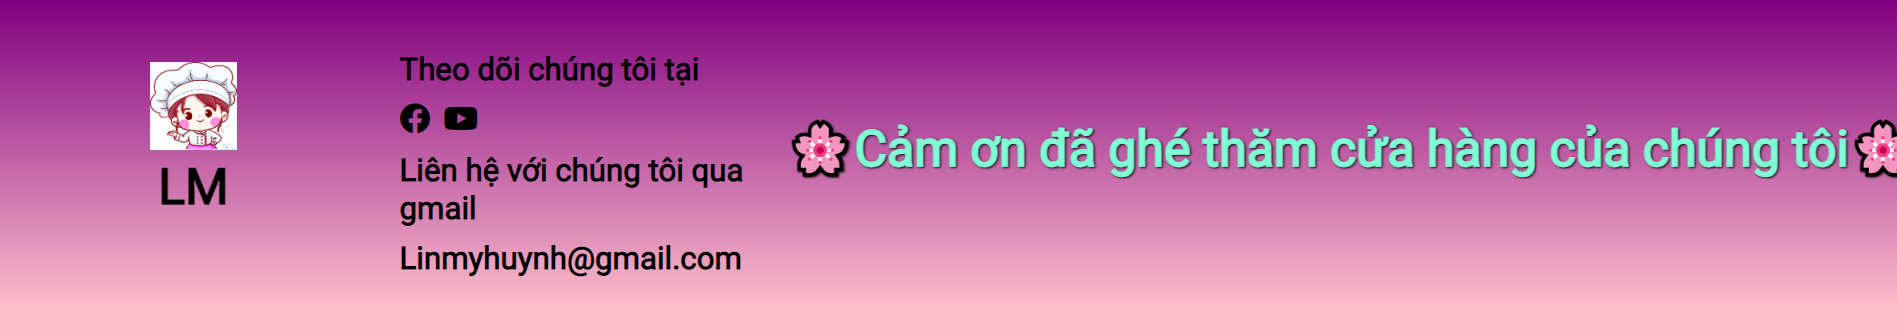 LM
Theo dõi chúng tôi tại
Liên hệ với chúng tôi qua
gmail
Linmyhuynh@gmail.com
🌸Cảm ơn đã ghé thăm cửa hàng của chúng tôi🌸